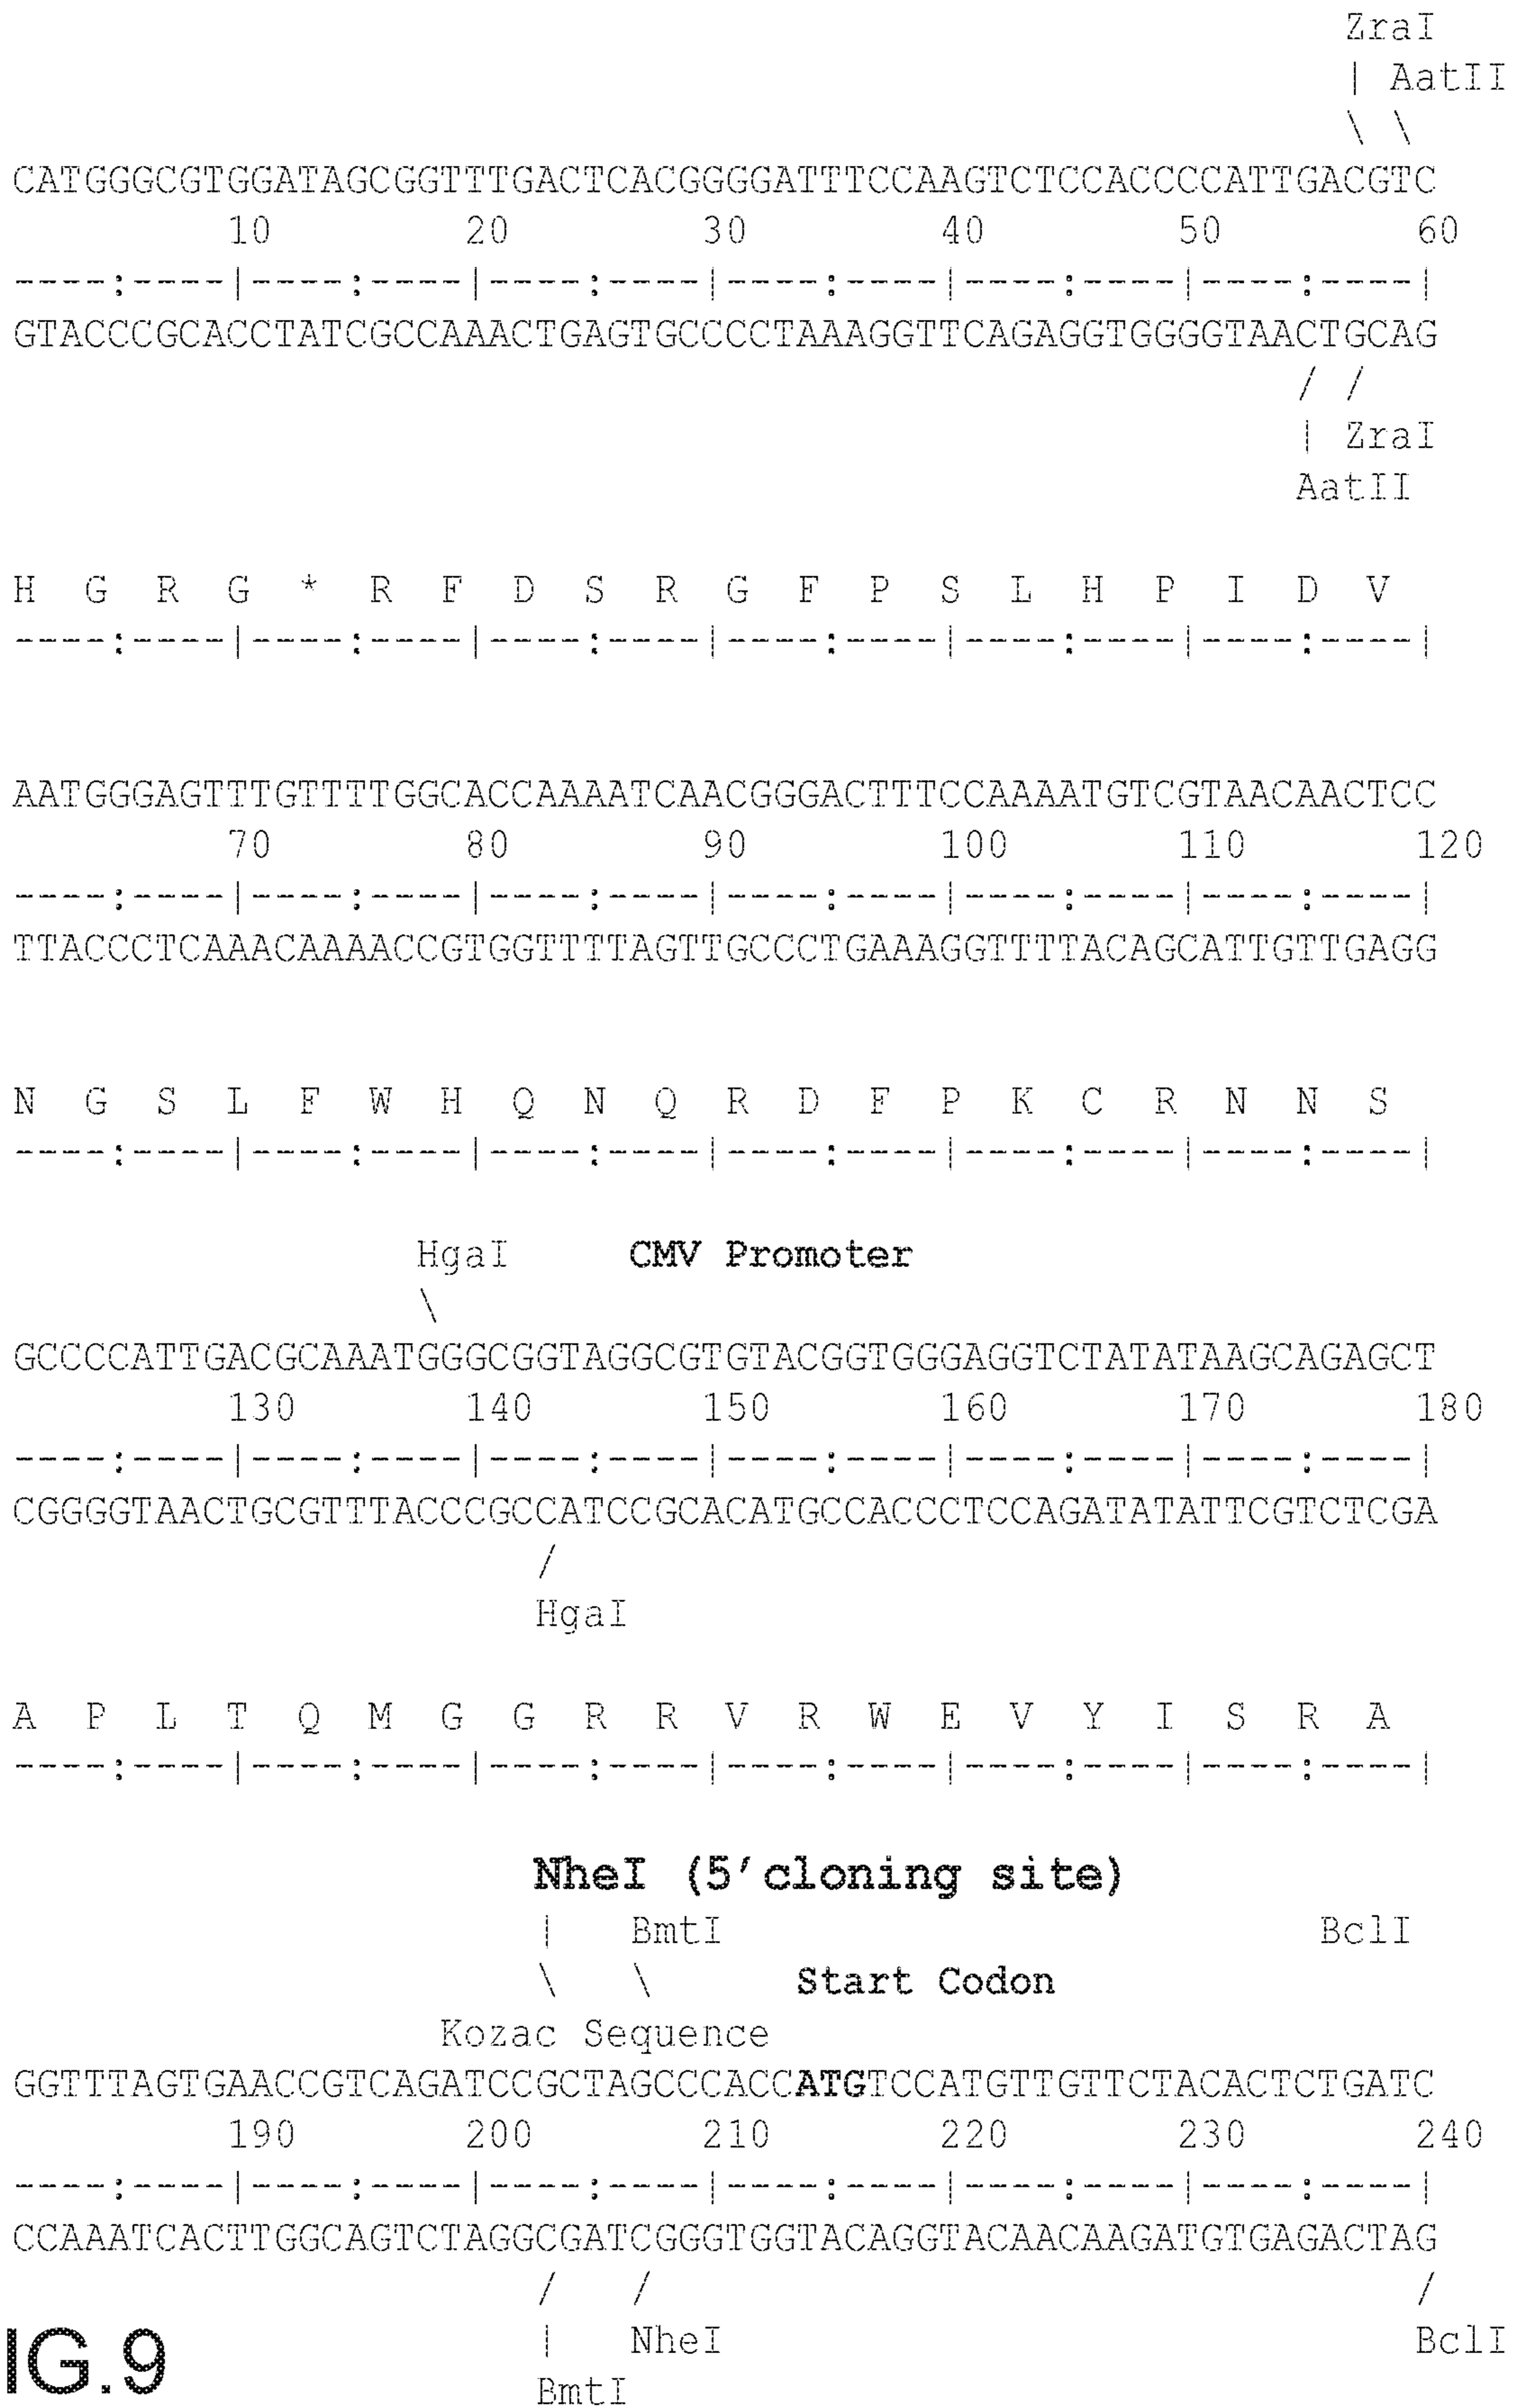 ZraI
| AatII
\ \
CATGGGCGTGGATAGCGGTTTGACTCACGGGGATTTCCAAGTCTCCACCCCATTGACGTC
10 20 30 40 50 60
----:----|----:----|----:----|----:----|----:----|----:----|
GTACCCGCACCTATCGCCAAACTGAGTGCCCCTAAAGGTTCAGAGGTGGGGTAACTGCAG
/ /
| ZraI
AatII
H G R G * R F D S R G F P S L H P I D V
----:----|----:----|----:----|----:----|----:----|----:----|
AATGGGAGTTTGTTTTGGCACCAAAATCAACGGGACTTTCCAAAATGTCGTAACAACTCC
70 80 90 100 110 120
----:----|----:----|----:----|----:----|----:----|----:----|
TTACCCTCAAACAAAACCGTGGTTTTAGTTGCCCTGAAAGGTTTTACAGCATTGTTGAGG
N G S L F W H Q N Q R D F P K C R N N S
----:----|----:----|----:----|----:----|----:----|----:----|
HgaI CMV Promoter
\
GCCCCATTGACGCAAATGGGCGGTAGGCGTGTACGGTGGGAGGTCTATATAAGCAGAGCT
130 140 150 160 170 180
----:----|----:----|----:----|----:----|----:----|----:----|
CGGGGTAACTGCGTTTACCCGCCATCCGCACATGCCACCCTCCAGATATATTCGTCTCGA
/
HgaI
A P L T Q M G G R R V R W E V Y I S R A
----:----|----:----|----:----|----:----|----:----|----:----|
NheI (5'cloning site)
| BmtI BclI
\ \ Start Codon
Kozac Sequence
GGTTTAGTGAACCGTCAGATCCGCTAGCCCACCATGTCCATGTTGTTCTACACTCTGATC
190 200 210 220 230 240
----:----|----:----|----:----|----:----|----:----|----:----|
CCAAATCACTTGGCAGTCTAGGCGATCGGGTGGTACAGGTACAACAAGATGTGAGACTAG
/ / /
| NheI BclI
BmtI
IG.9